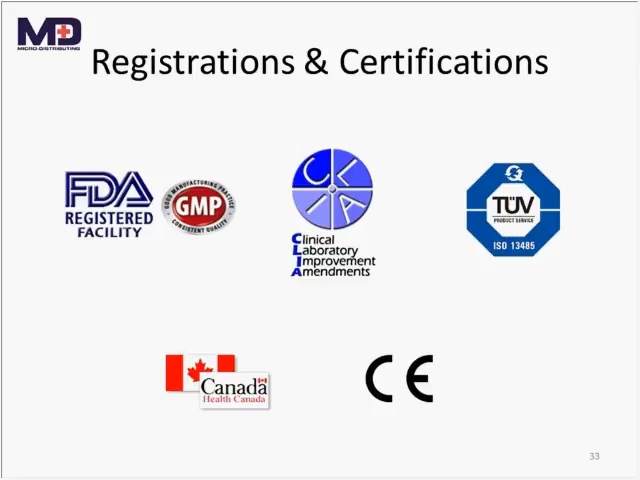 MD
MICRO-DISTRIBUTING
Registrations & Certifications
FDA
REGISTERED
FACILITY
GOOD MANUFACTURING PRACTICE
GMP
CONSISTENT QUALITY
CLIA
Clinical
Laboratory
Improvement
Amendments
TÜV
PRODUCT SERVICE
ISO 13485
Canada
Health Canada
CE
33